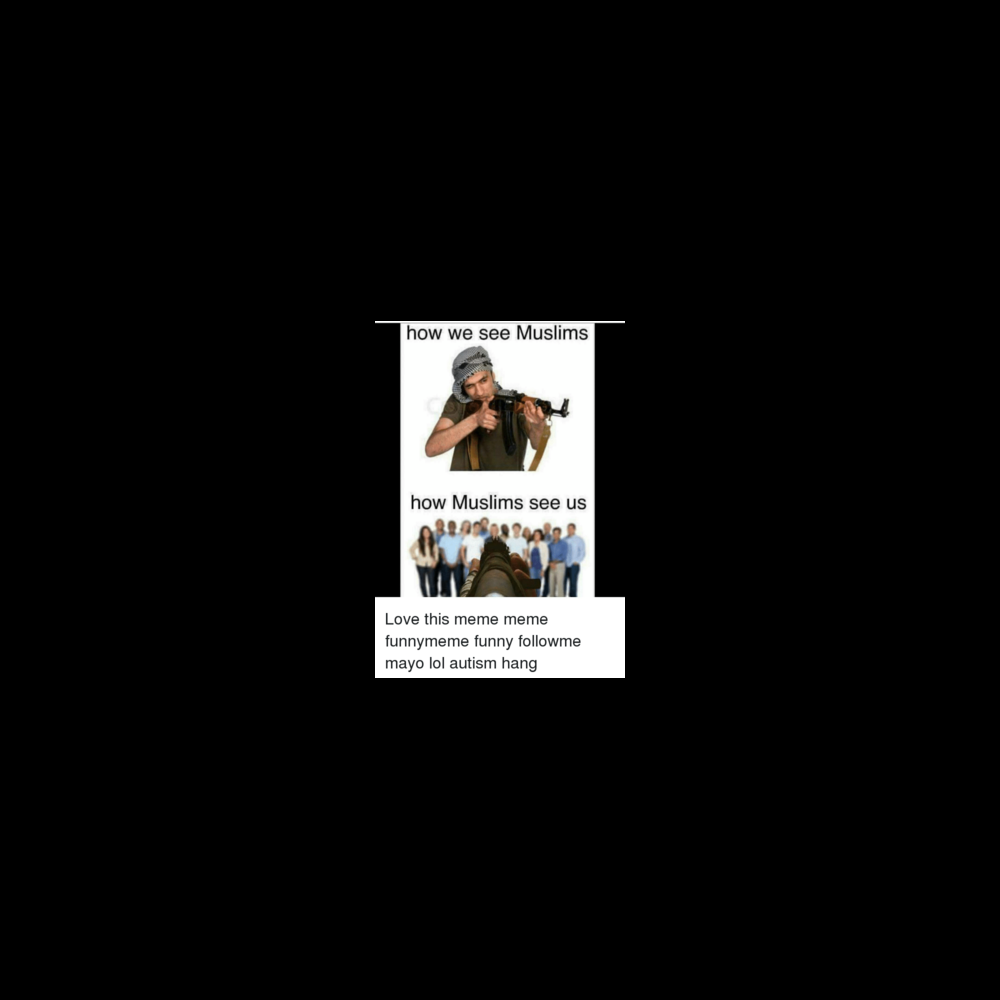 how we see Muslims
how Muslims see us
Love this meme meme
funnymeme funny followme
mayo lol autism hang